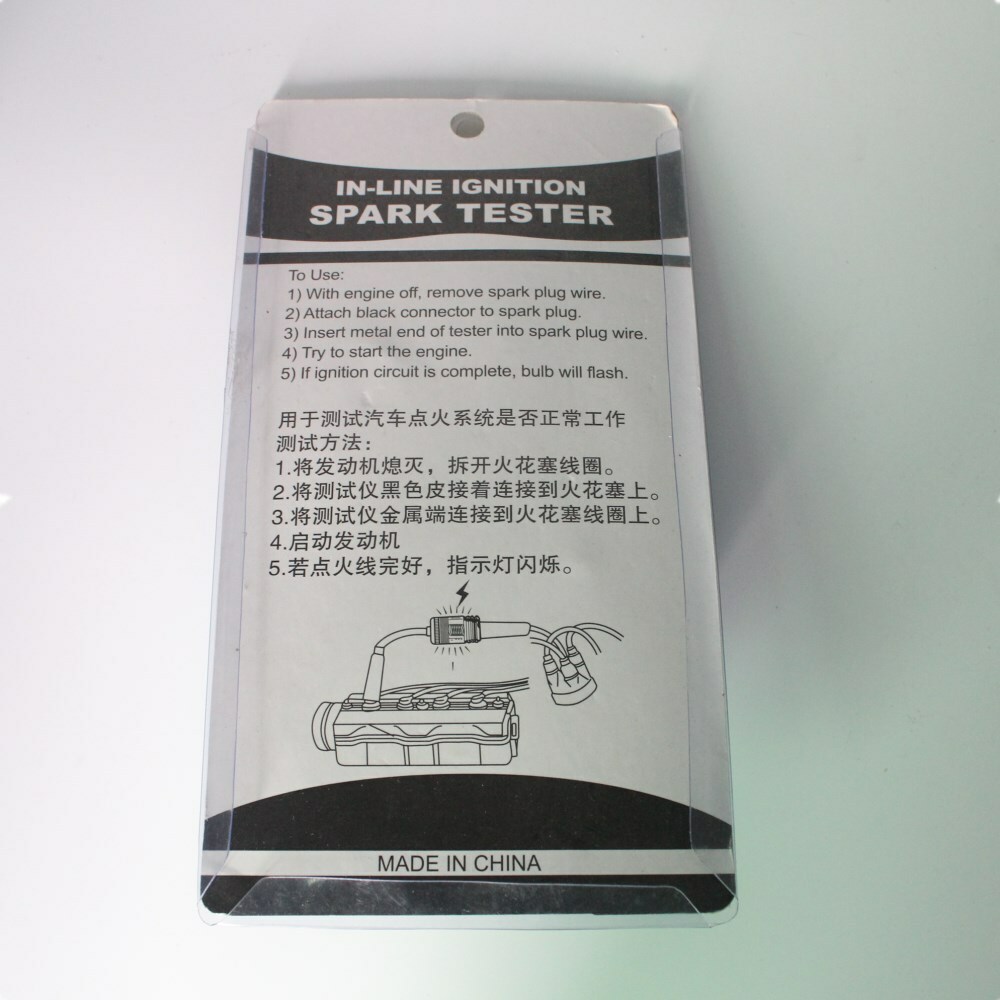 IN-LINE IGNITION
SPARK TESTER
To Use:
1) With engine off, remove spark plug wire.
2) Attach black connector to spark plug.
3) Insert metal end of tester into spark plug wire.
4) Try to start the engine.
5) If ignition circuit is complete, bulb will flash.
用于测试汽车点火系统是否正常工作
测试方法：
1.将发动机熄灭，拆开火花塞线圈。
2.将测试仪黑色皮接着连接到火花塞上。
3.将测试仪金属端连接到火花塞线圈上。
4.启动发动机
5.若点火线完好，指示灯闪烁。
MADE IN CHINA